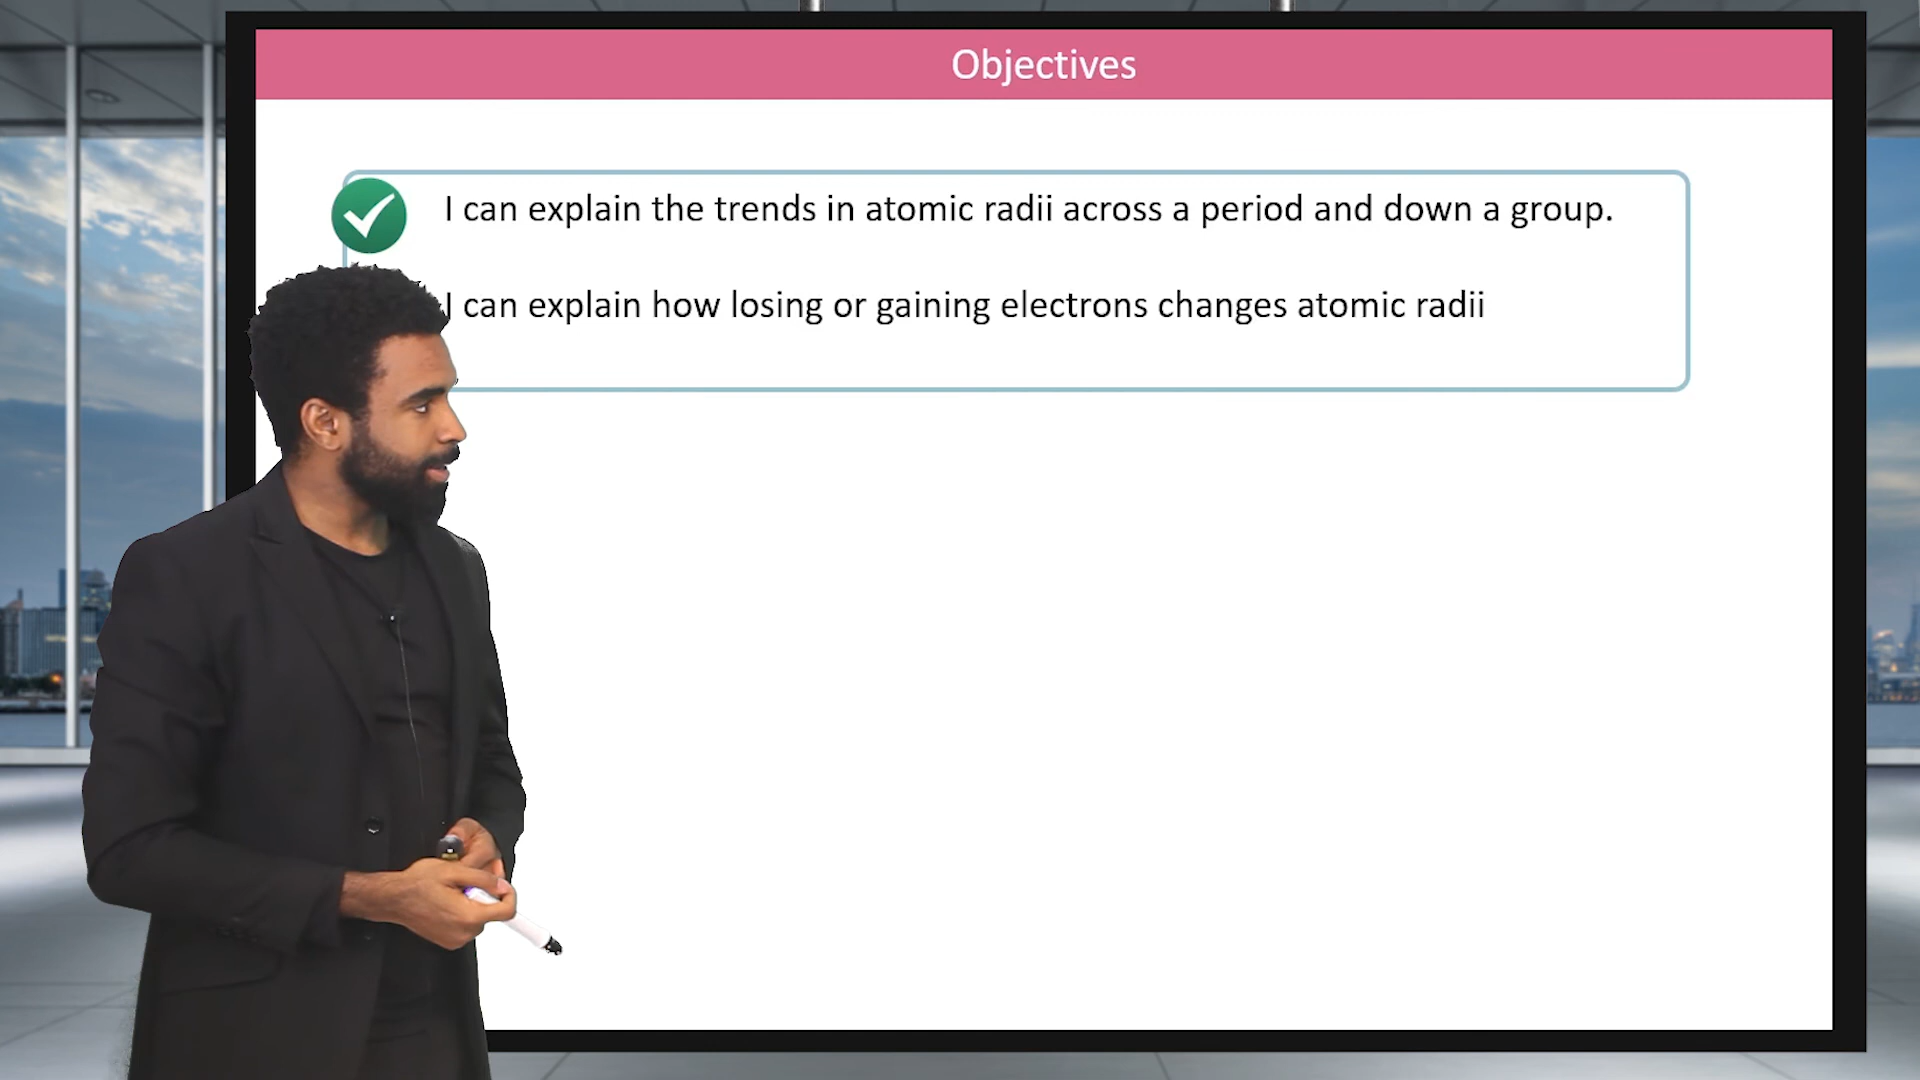 Objectives
I can explain the trends in atomic radii across a period and down a group.
I can explain how losing or gaining electrons changes atomic radii